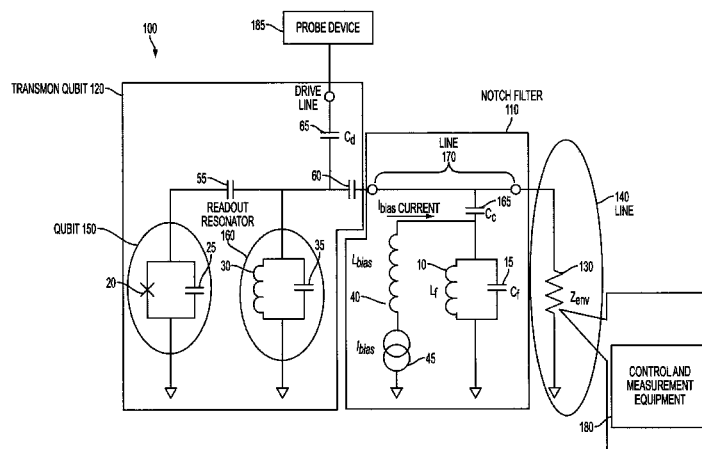 185
PROBE DEVICE
100
TRANSMON QUBIT 120
DRIVE
LINE
65
Cd
NOTCH FILTER
110
LINE
170
60
55
READOUT
RESONATOR
160
Ibias CURRENT
165
Cc
140
LINE
QUBIT 150
25
20
30
35
Lbias
40
10
Lf
15
Cf
130
Zenv
Ibias
45
CONTROL AND
MEASUREMENT
EQUIPMENT
180